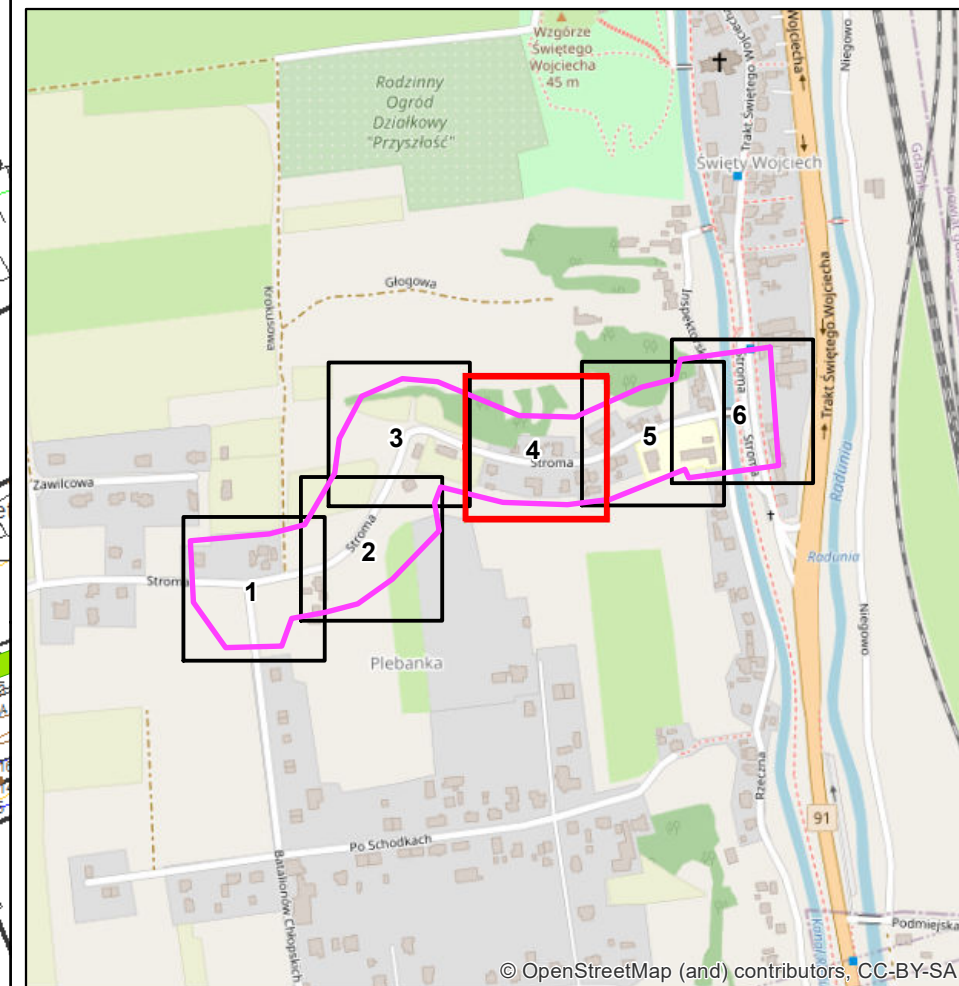 Wzgórze
Świętego
Wojciecha
45 m
Rodzinny
Ogród
Działkowy
"Przyszłość"
Trakt Świętego Wojciecha
Wojciecha
Niegowo
Święty Wojciech
Gdańsk
Głogowa
Krokusowa
Trakt Świętego Wojciecha
Stroma
3
4
5
6
Stroma
Stroma
Zawilcowa
Radunia
Stroma
2
Radunia
Stroma
1
Niegowo
Plebanka
Rzeczna
91
Po Schodkach
Batalionów Chłopskich
Podmiejska
© OpenStreetMap (and) contributors, CC-BY-SA